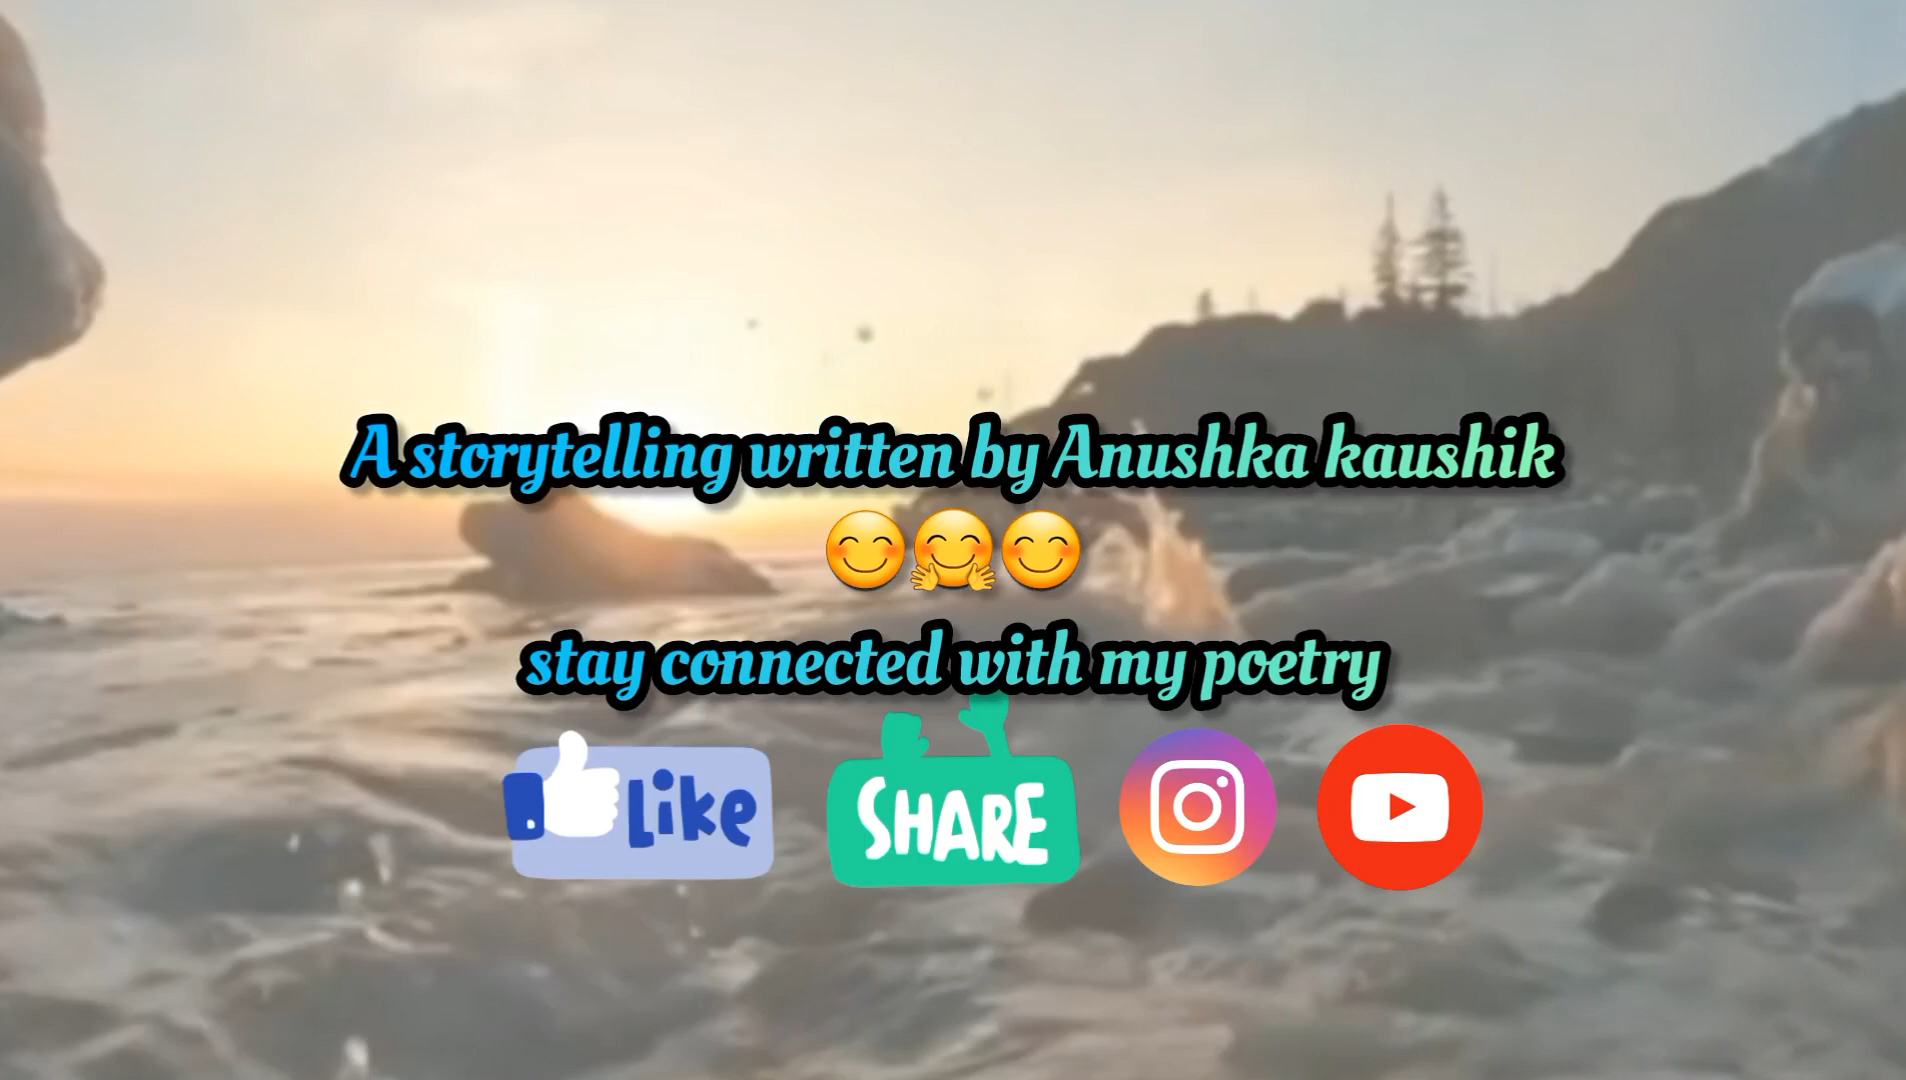 A storytelling written by Anushka kaushik
😊🤗😊
stay connected with my poetry
Like SHARE